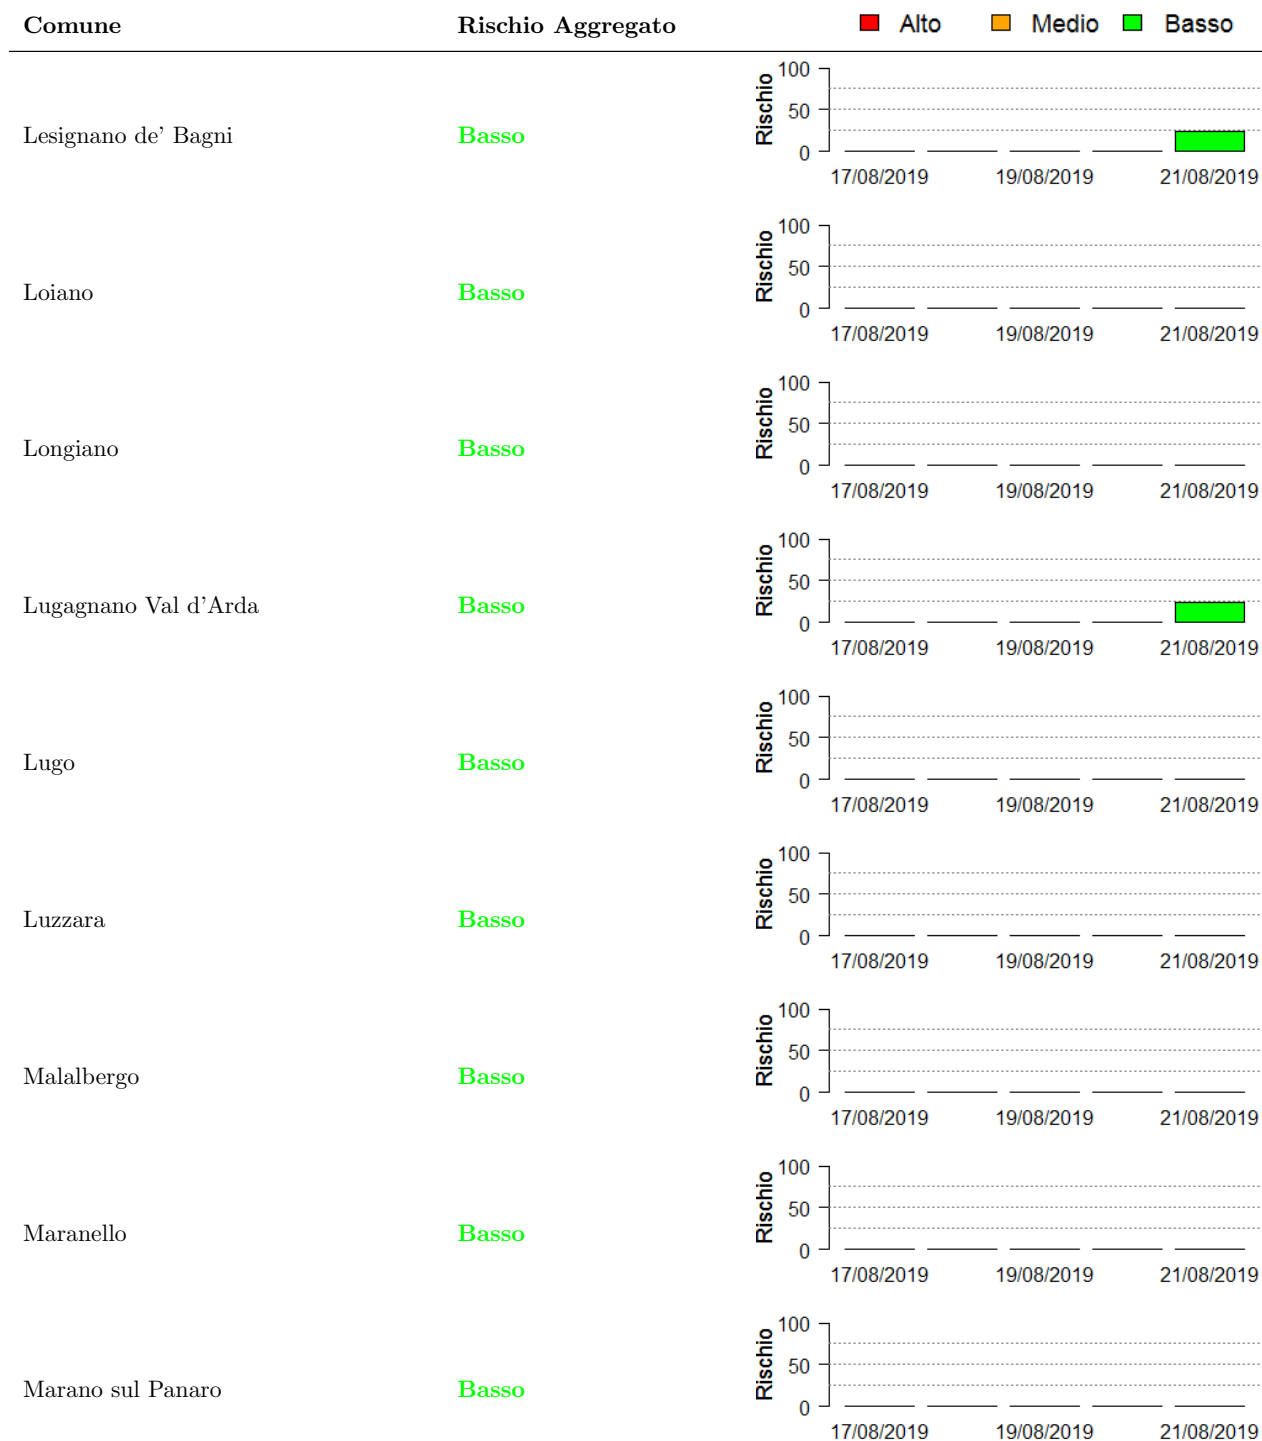 Comune Rischio Aggregato Alto Medio Basso
100
50
0
Rischio
Lesignano de' Bagni Basso
17/08/2019 19/08/2019 21/08/2019
100
50
0
Rischio
Loiano Basso
17/08/2019 19/08/2019 21/08/2019
100
50
0
Rischio
Longiano Basso
17/08/2019 19/08/2019 21/08/2019
100
50
0
Rischio
Lugagnano Val d'Arda Basso
17/08/2019 19/08/2019 21/08/2019
100
50
0
Rischio
Lugo Basso
17/08/2019 19/08/2019 21/08/2019
100
50
0
Rischio
Luzzara Basso
17/08/2019 19/08/2019 21/08/2019
100
50
0
Rischio
Malalbergo Basso
17/08/2019 19/08/2019 21/08/2019
100
50
0
Rischio
Maranello Basso
17/08/2019 19/08/2019 21/08/2019
100
50
0
Rischio
Marano sul Panaro Basso
17/08/2019 19/08/2019 21/08/2019